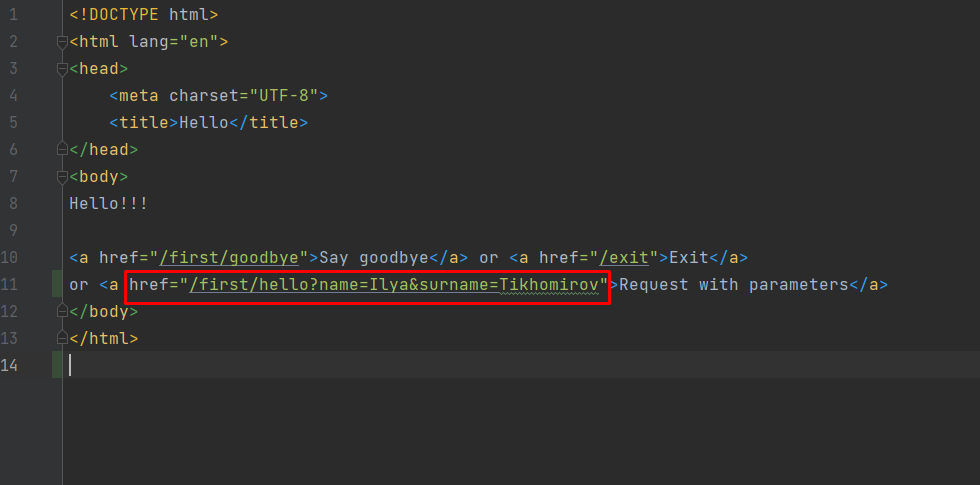 1 <!DOCTYPE html>
2 <html lang="en">
3 <head>
4 <meta charset="UTF-8">
5 <title>Hello</title>
6 </head>
7 <body>
8 Hello!!!
9
10 <a href="/first/goodbye">Say goodbye</a> or <a href="/exit">Exit</a>
11 or <a href="/first/hello?name=Ilya&surname=Tikhomirov">Request with parameters</a>
12 </body>
13 </html>
14